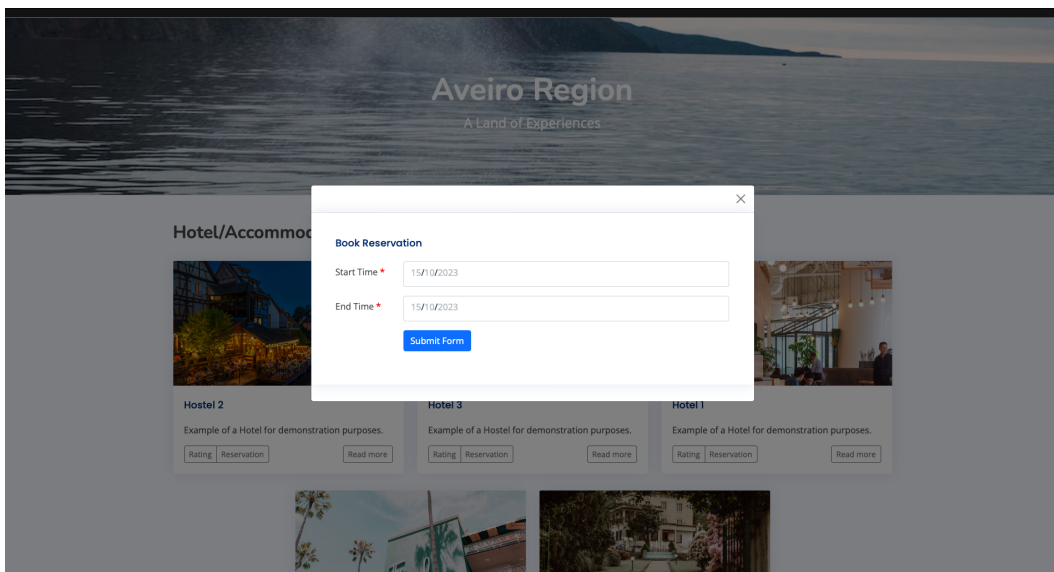 Aveiro Region
A Land of Experiences
Hotel/Accommod
Book Reservation
Start Time *
15/10/2023
End Time *
15/10/2023
Submit Form
Hostel 2
Example of a Hotel for demonstration purposes.
Rating Reservation Read more
Hotel 3
Example of a Hostel for demonstration purposes.
Rating Reservation Read more
Hotel 1
Example of a Hotel for demonstration purposes.
Rating Reservation Read more